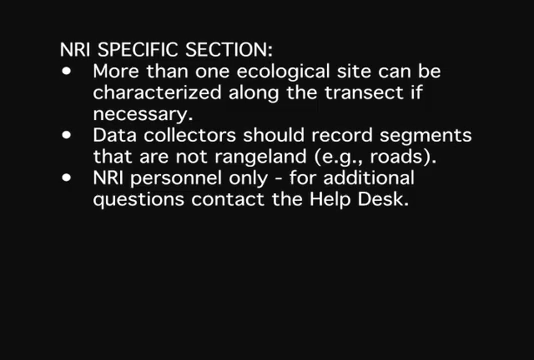 NRI SPECIFIC SECTION:
• More than one ecological site can be
characterized along the transect if
necessary.
• Data collectors should record segments
that are not rangeland (e.g., roads).
• NRI personnel only - for additional
questions contact the Help Desk.